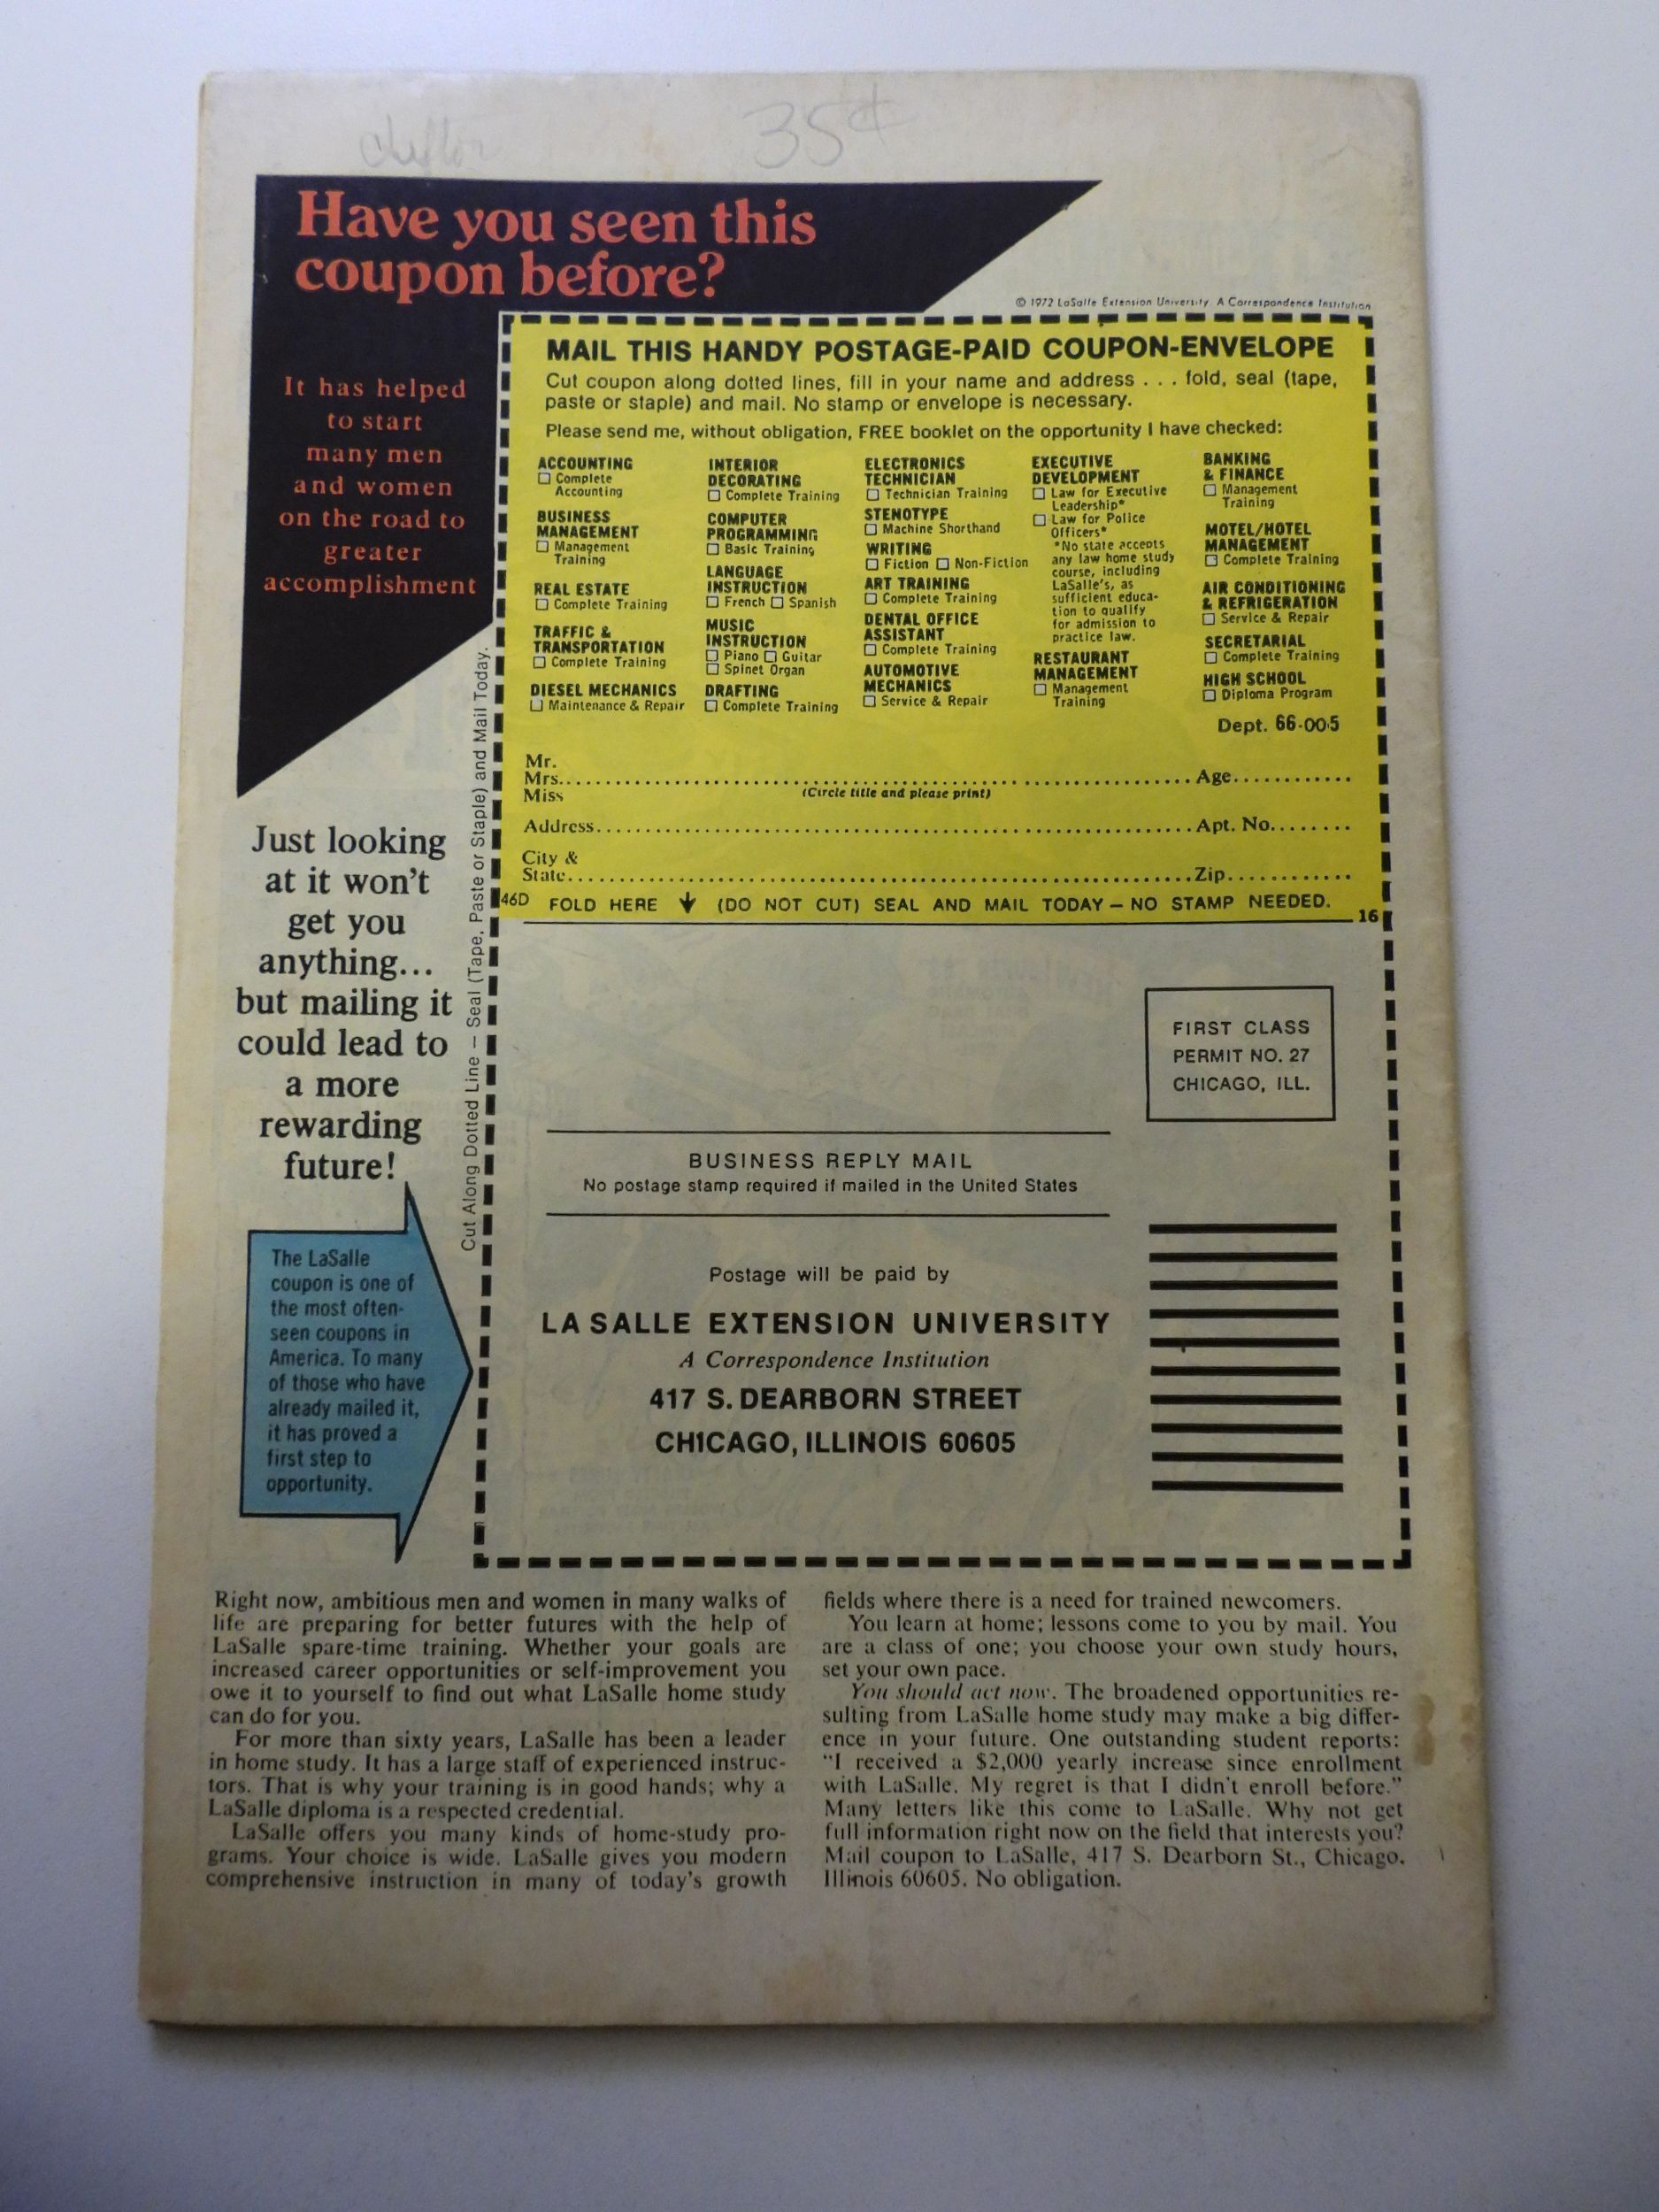 35¢
Have you seen this
coupon before?
© 1972 LaSalle Extension University A Correspondence Institution
It has helped
to start
many men
and women
on the road to
greater
accomplishment
MAIL THIS HANDY POSTAGE-PAID COUPON-ENVELOPE
Cut coupon along dotted lines, fill in your name and address . . . fold, seal (tape,
paste or staple) and mail. No stamp or envelope is necessary.
Please send me, without obligation, FREE booklet on the opportunity I have checked:
ACCOUNTING
☐ Complete
Accounting
BUSINESS
MANAGEMENT
☐ Management
Training
REAL ESTATE
☐ Complete Training
TRAFFIC &
TRANSPORTATION
☐ Complete Training
DIESEL MECHANICS
☐ Maintenance & Repair
INTERIOR
DECORATING
☐ Complete Training
COMPUTER
PROGRAMMING
☐ Basic Training
LANGUAGE
INSTRUCTION
☐ French ☐ Spanish
MUSIC
INSTRUCTION
☐ Piano ☐ Guitar
☐ Spinet Organ
DRAFTING
☐ Complete Training
ELECTRONICS
TECHNICIAN
☐ Technician Training
STENOTYPE
☐ Machine Shorthand
WRITING
☐ Fiction ☐ Non-Fiction
ART TRAINING
☐ Complete Training
DENTAL OFFICE
ASSISTANT
☐ Complete Training
AUTOMOTIVE
MECHANICS
☐ Service & Repair
EXECUTIVE
DEVELOPMENT
☐ Law for Executive
Leadership*
☐ Law for Police
Officers*
*No state accepts
any law home study
course, including
LaSalle's, as
sufficient educa-
tion to qualify
for admission to
practice law.
RESTAURANT
MANAGEMENT
☐ Management
Training
BANKING
& FINANCE
☐ Management
Training
MOTEL/HOTEL
MANAGEMENT
☐ Complete Training
AIR CONDITIONING
& REFRIGERATION
☐ Service & Repair
SECRETARIAL
☐ Complete Training
HIGH SCHOOL
☐ Diploma Program
Dept. 66-005
Mr.
Mrs. Age
Miss
(Circle title and please print)
Address Apt. No.
City &
State Zip
46D FOLD HERE ↓ (DO NOT CUT) SEAL AND MAIL TODAY – NO STAMP NEEDED.
16
Cut Along Dotted Line – Seal (Tape, Paste or Staple) and Mail Today.
Just looking
at it won't
get you
anything...
but mailing it
could lead to
a more
rewarding
future!
FIRST CLASS
PERMIT NO. 27
CHICAGO, ILL.
BUSINESS REPLY MAIL
No postage stamp required if mailed in the United States
Postage will be paid by
LA SALLE EXTENSION UNIVERSITY
A Correspondence Institution
417 S. DEARBORN STREET
CHICAGO, ILLINOIS 60605
The LaSalle
coupon is one of
the most often-
seen coupons in
America. To many
of those who have
already mailed it,
it has proved a
first step to
opportunity.
Right now, ambitious men and women in many walks of
life are preparing for better futures with the help of
LaSalle spare-time training. Whether your goals are
increased career opportunities or self-improvement you
owe it to yourself to find out what LaSalle home study
can do for you.
For more than sixty years, LaSalle has been a leader
in home study. It has a large staff of experienced instruc-
tors. That is why your training is in good hands; why a
LaSalle diploma is a respected credential.
LaSalle offers you many kinds of home-study pro-
grams. Your choice is wide. LaSalle gives you modern
comprehensive instruction in many of today's growth
fields where there is a need for trained newcomers.
You learn at home; lessons come to you by mail. You
are a class of one; you choose your own study hours,
set your own pace.
You should act now. The broadened opportunities re-
sulting from LaSalle home study may make a big differ-
ence in your future. One outstanding student reports:
"I received a $2,000 yearly increase since enrollment
with LaSalle. My regret is that I didn't enroll before."
Many letters like this come to LaSalle. Why not get
full information right now on the field that interests you?
Mail coupon to LaSalle, 417 S. Dearborn St., Chicago,
Illinois 60605. No obligation.